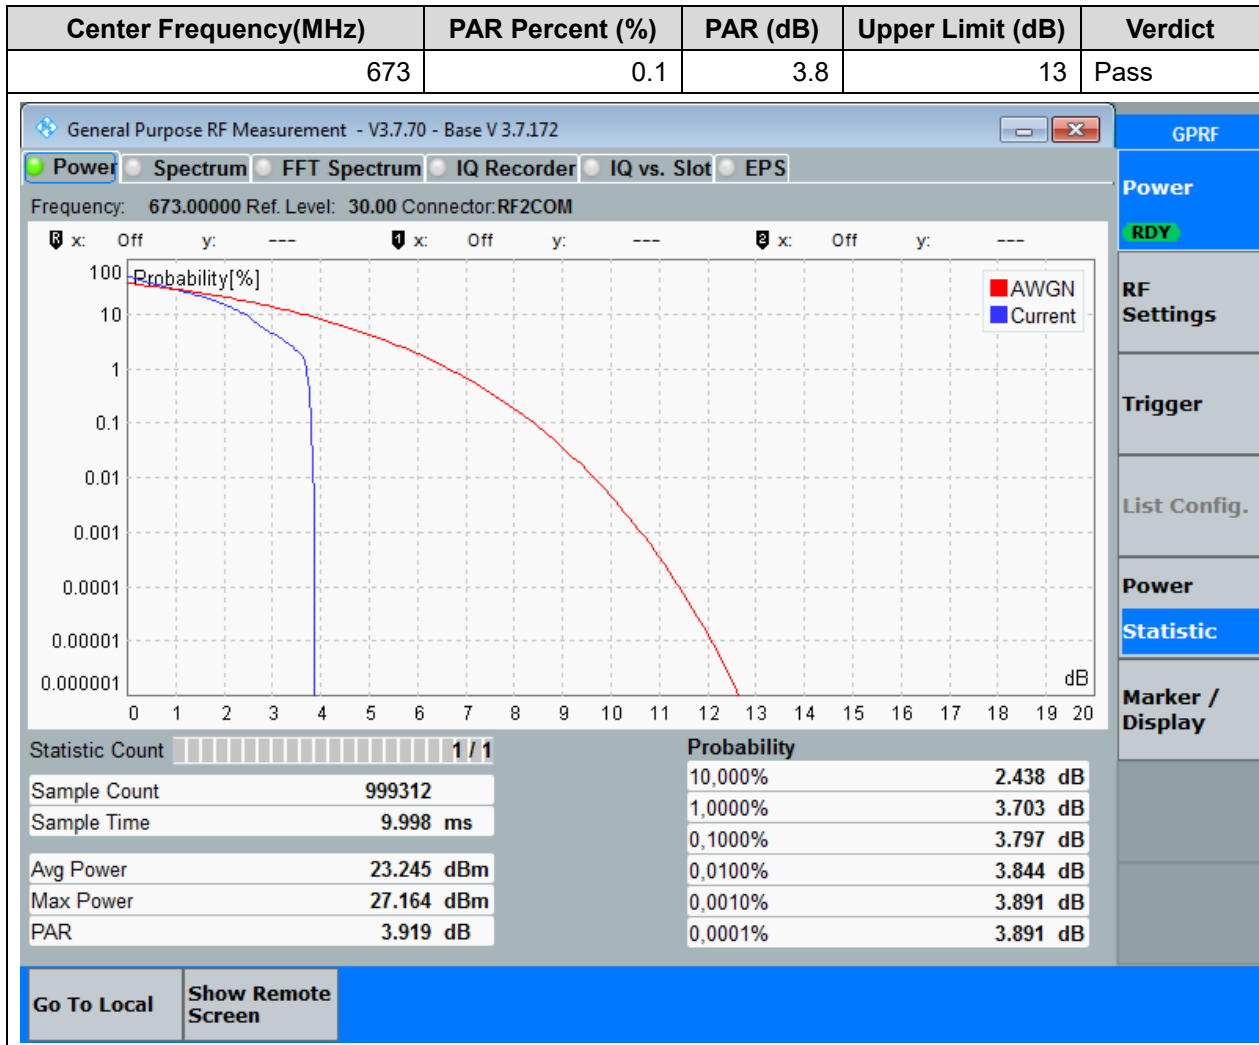 Center Frequency(MHz) PAR Percent (%) PAR (dB) Upper Limit (dB) Verdict
673 0.1 3.8 13 Pass
General Purpose RF Measurement - V3.7.70 - Base V 3.7.172
GPRF
Power Spectrum FFT Spectrum IQ Recorder IQ vs. Slot EPS
Power
RDY
Frequency: 673.00000 Ref. Level: 30.00 Connector:RF2COM
R x: Off y: --- 1 x: Off y: --- 2 x: Off y: ---
100 Probability[%]
AWGN
Current
10
1
0.1
0.01
0.001
0.0001
0.00001
0.000001
dB
0 1 2 3 4 5 6 7 8 9 10 11 12 13 14 15 16 17 18 19 20
RF
Settings
Trigger
List Config.
Power
Statistic
Marker /
Display
Statistic Count 1 / 1
Sample Count 999312
Sample Time 9.998 ms
Avg Power 23.245 dBm
Max Power 27.164 dBm
PAR 3.919 dB
Probability
10,000% 2.438 dB
1,0000% 3.703 dB
0,1000% 3.797 dB
0,0100% 3.844 dB
0,0010% 3.891 dB
0,0001% 3.891 dB
Go To Local
Show Remote
Screen